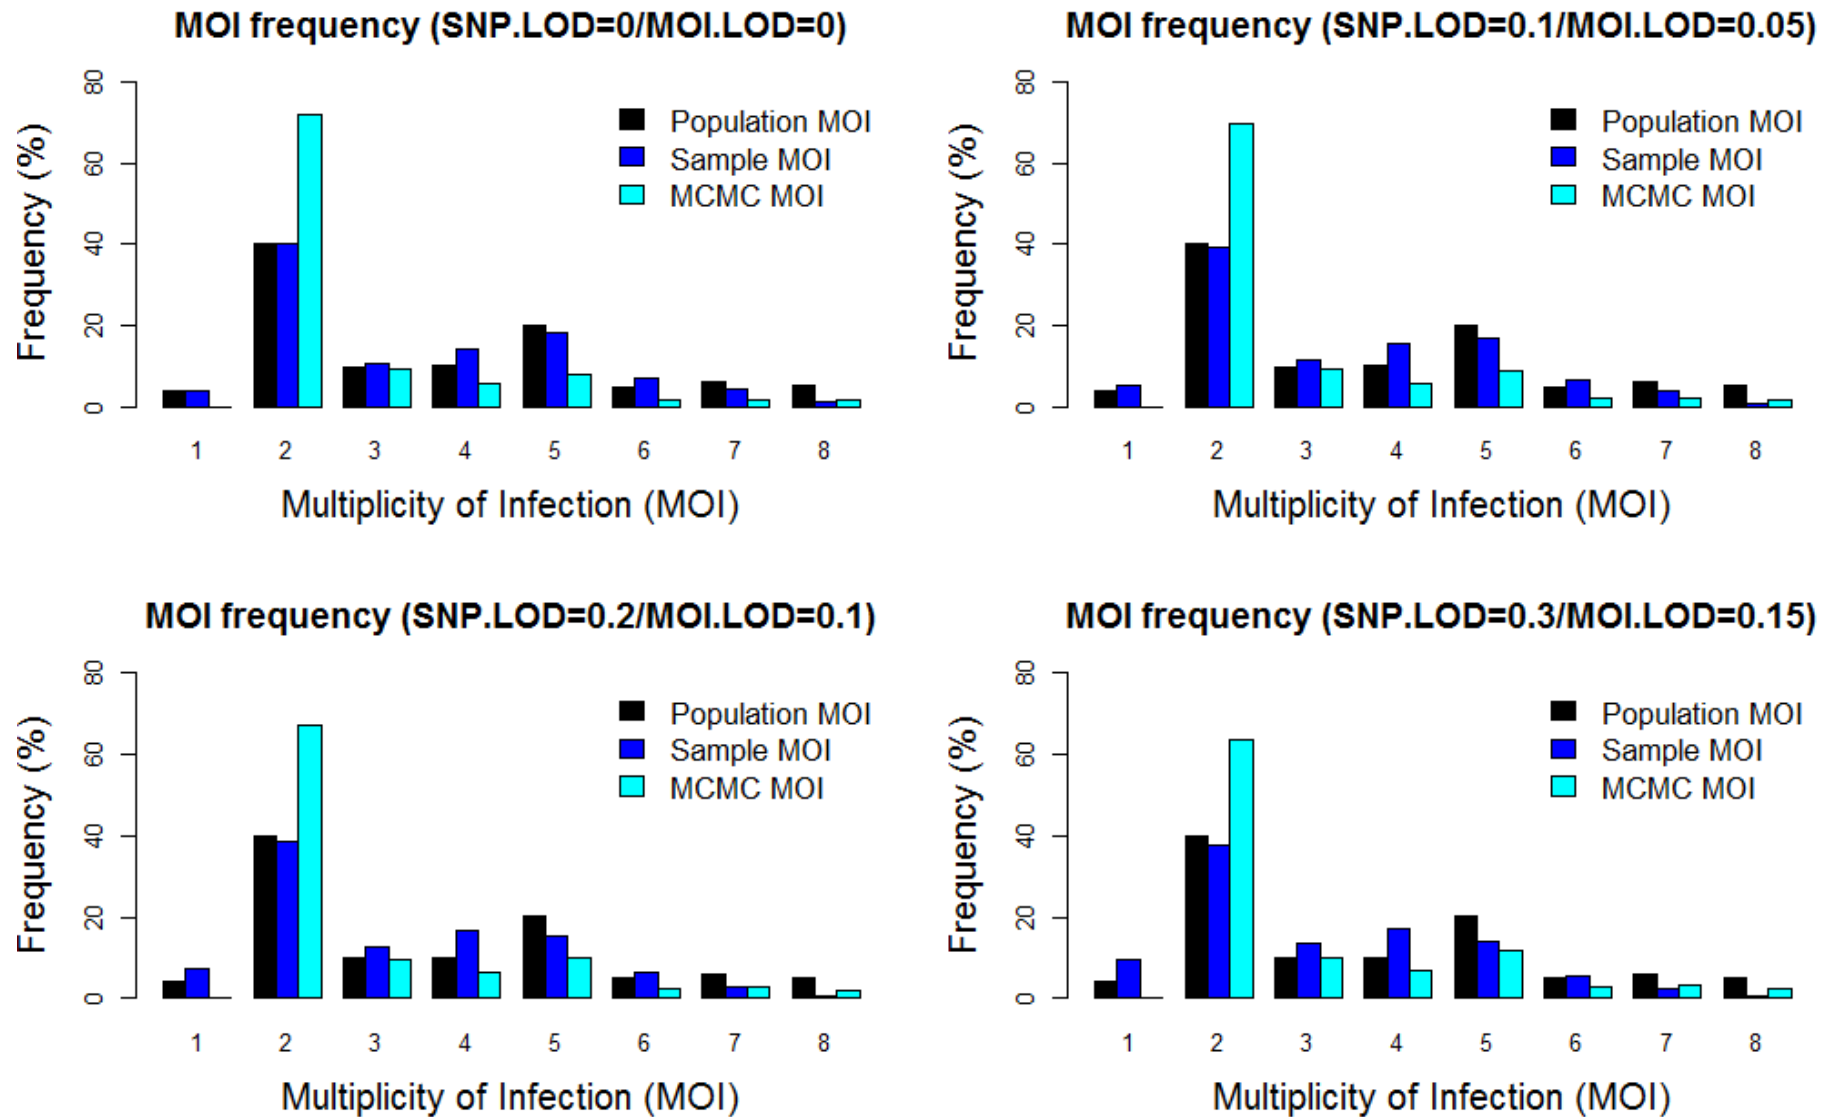 MOI frequency (SNP.LOD=0/MOI.LOD=0)
Frequency (%)
80
60
40
20
0
Population MOI
Sample MOI
MCMC MOI
1 2 3 4 5 6 7 8
Multiplicity of Infection (MOI)
MOI frequency (SNP.LOD=0.1/MOI.LOD=0.05)
Frequency (%)
80
60
40
20
0
Population MOI
Sample MOI
MCMC MOI
1 2 3 4 5 6 7 8
Multiplicity of Infection (MOI)
MOI frequency (SNP.LOD=0.2/MOI.LOD=0.1)
Frequency (%)
80
60
40
20
0
Population MOI
Sample MOI
MCMC MOI
1 2 3 4 5 6 7 8
Multiplicity of Infection (MOI)
MOI frequency (SNP.LOD=0.3/MOI.LOD=0.15)
Frequency (%)
80
60
40
20
0
Population MOI
Sample MOI
MCMC MOI
1 2 3 4 5 6 7 8
Multiplicity of Infection (MOI)